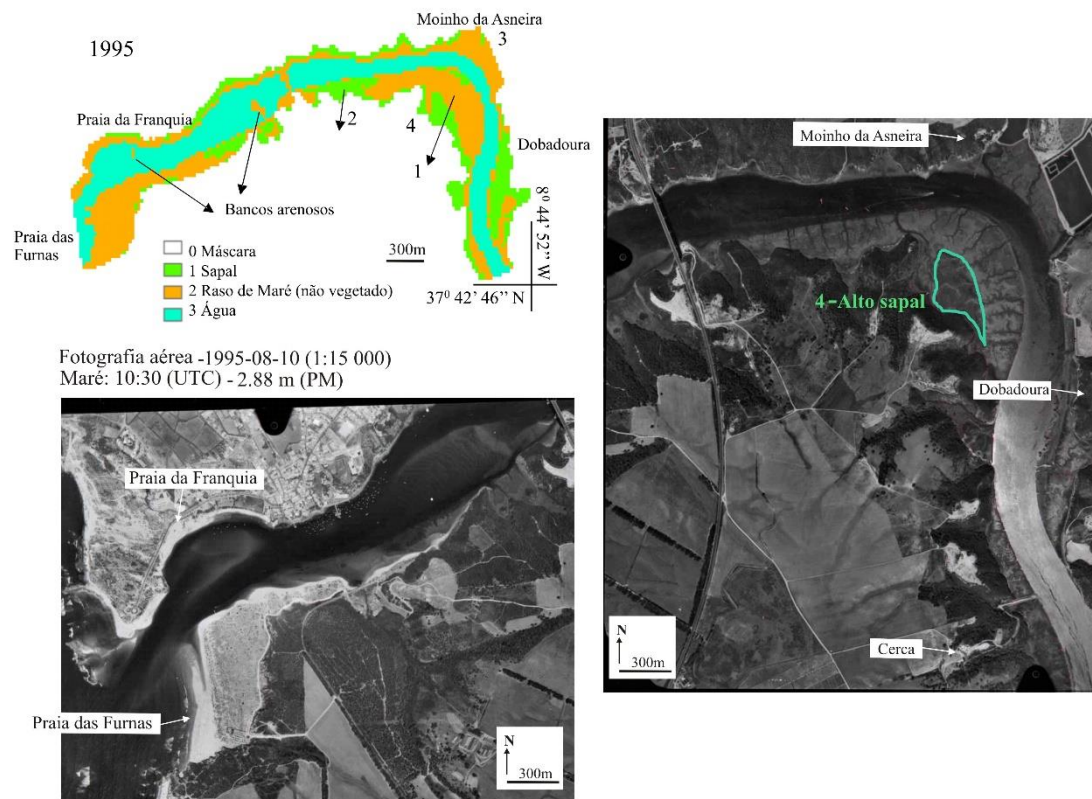 1995
Moinho da Asneira
3
Praia da Franquia
2
4
Dobadoura
1
Bancos arenosos
Praia das
Furnas
0 Máscara
1 Sapal
2 Raso de Maré (não vegetado)
3 Água
300m
8⁰ 44’ 52’’ W
37⁰ 42’ 46’’ N
Fotografia aérea -1995-08-10 (1:15 000)
Maré: 10:30 (UTC) - 2.88 m (PM)
Praia da Franquia
Praia das Furnas
N
300m
Moinho da Asneira
4-Alto sapal
Dobadoura
Cerca
N
300m